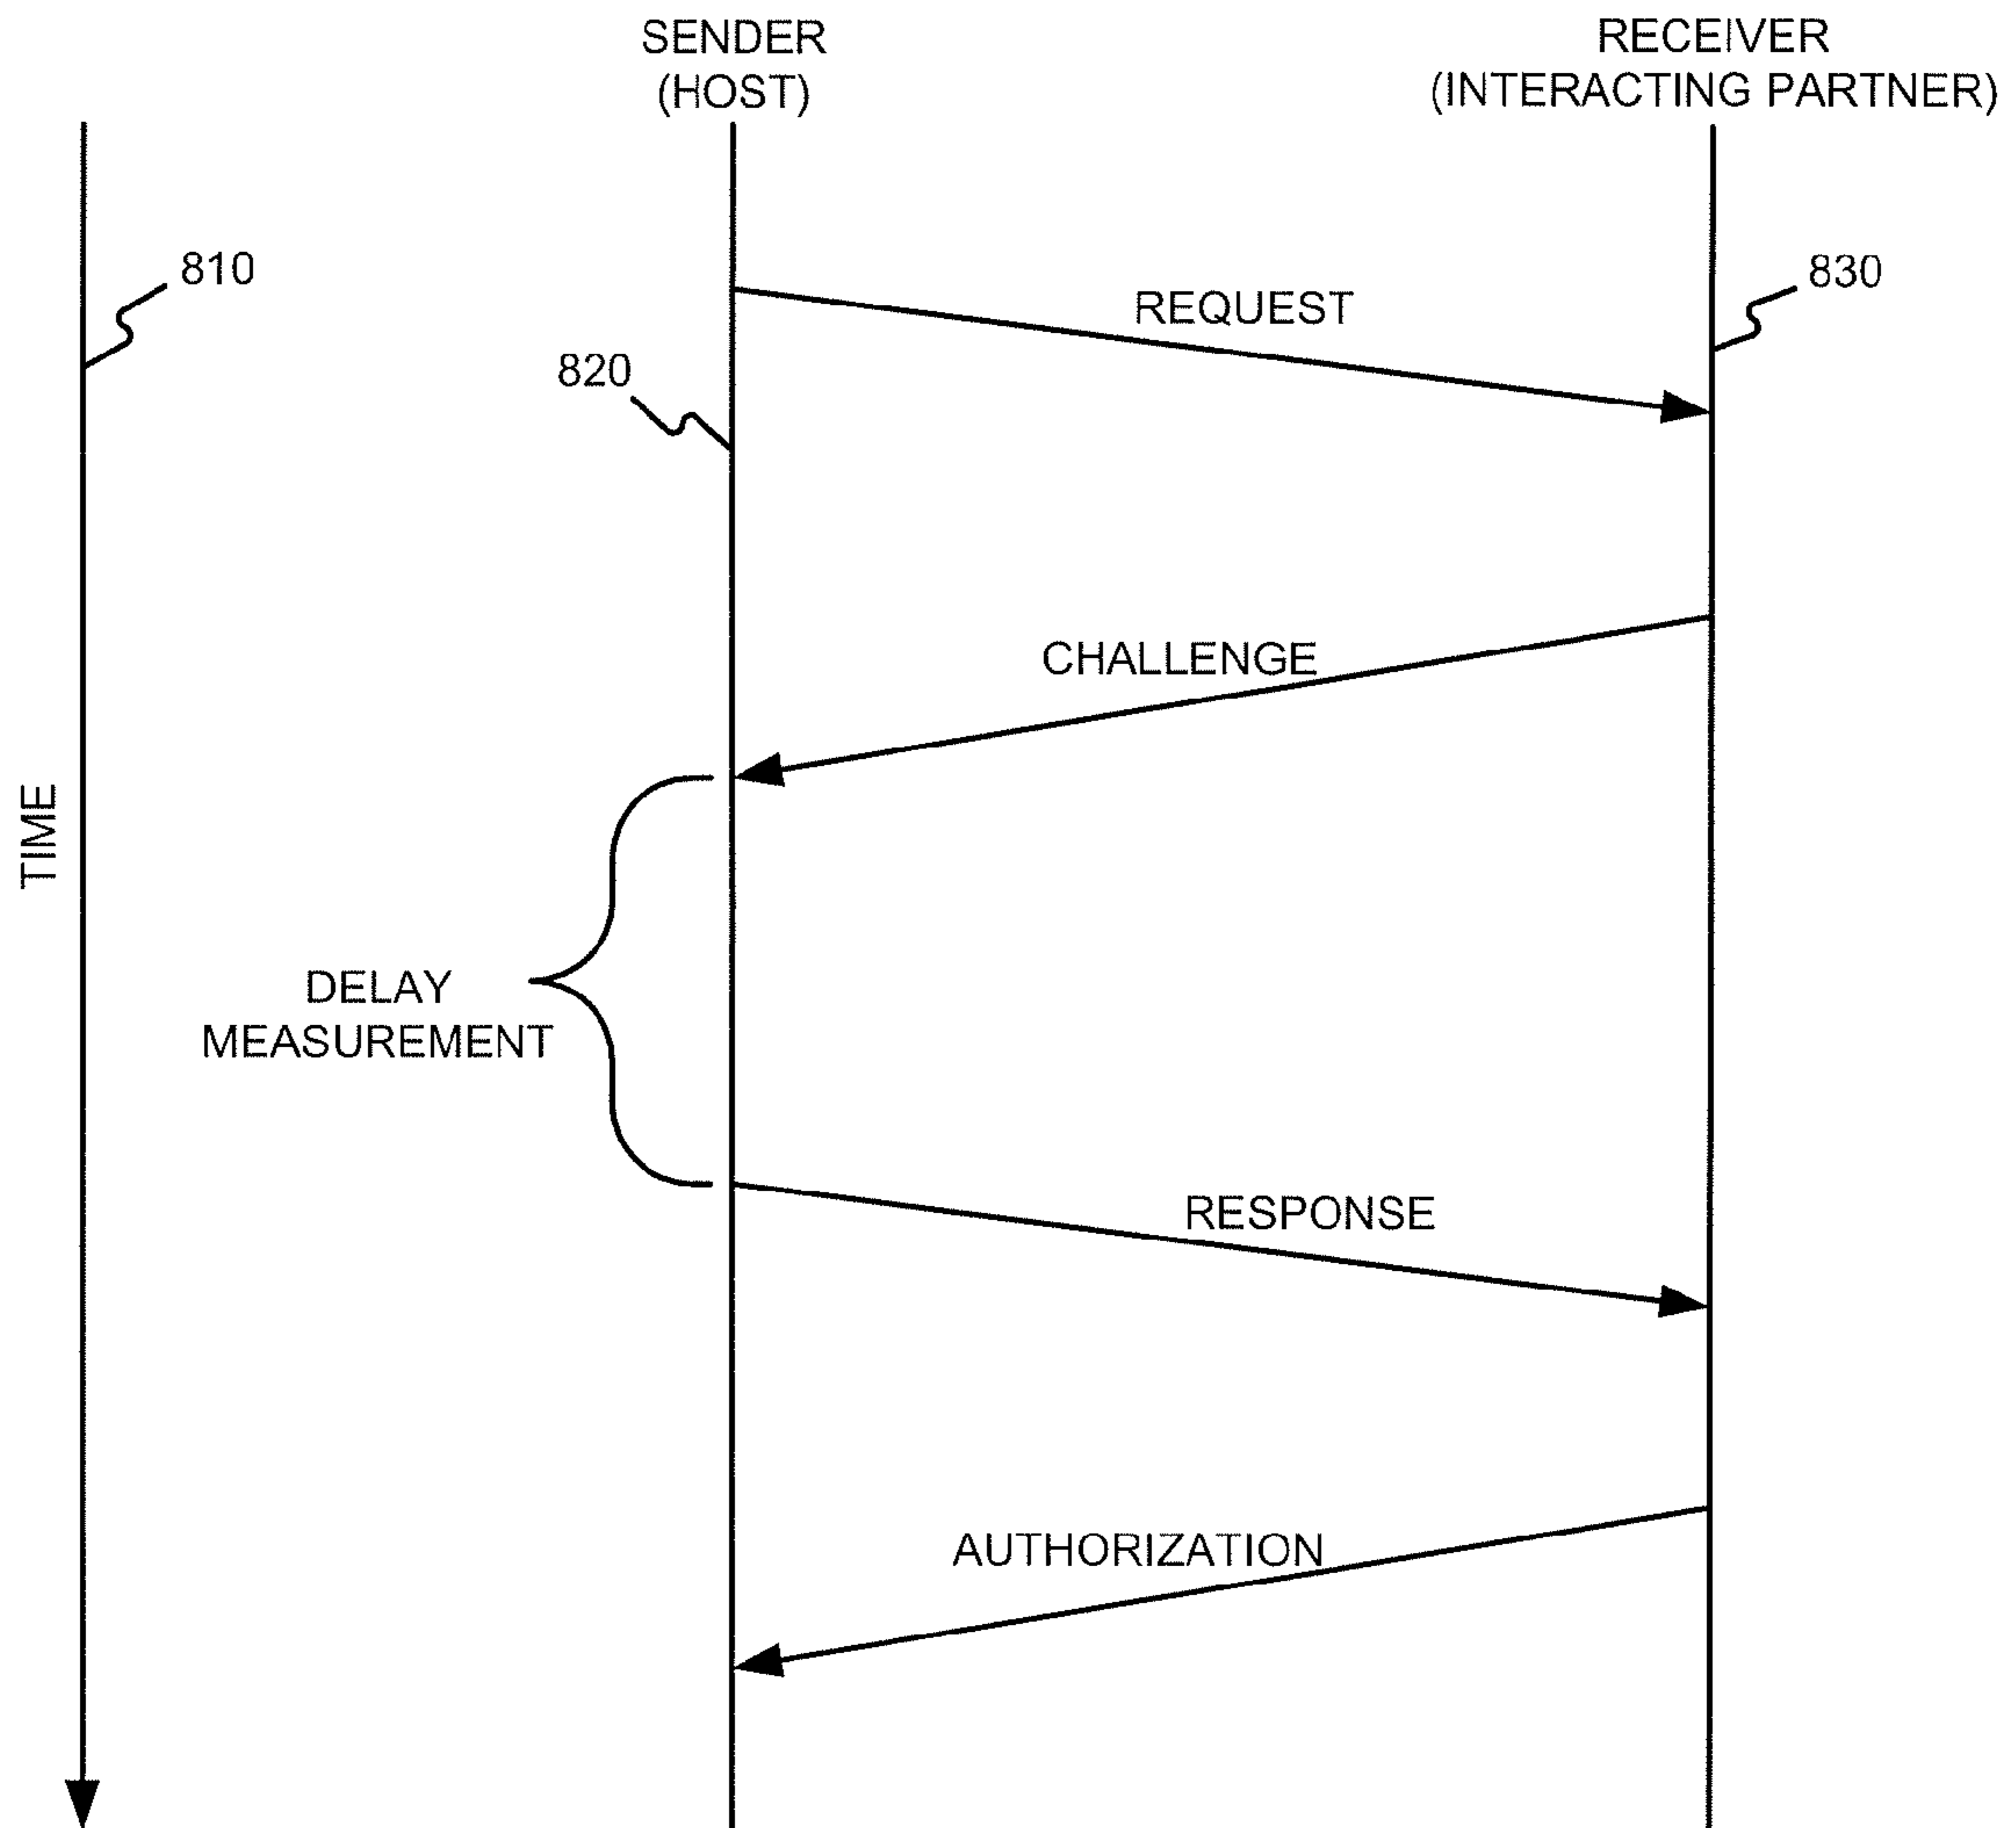 SENDER
(HOST)
RECEIVER
(INTERACTING PARTNER)
810
830
REQUEST
820
CHALLENGE
TIME
DELAY
MEASUREMENT
RESPONSE
AUTHORIZATION